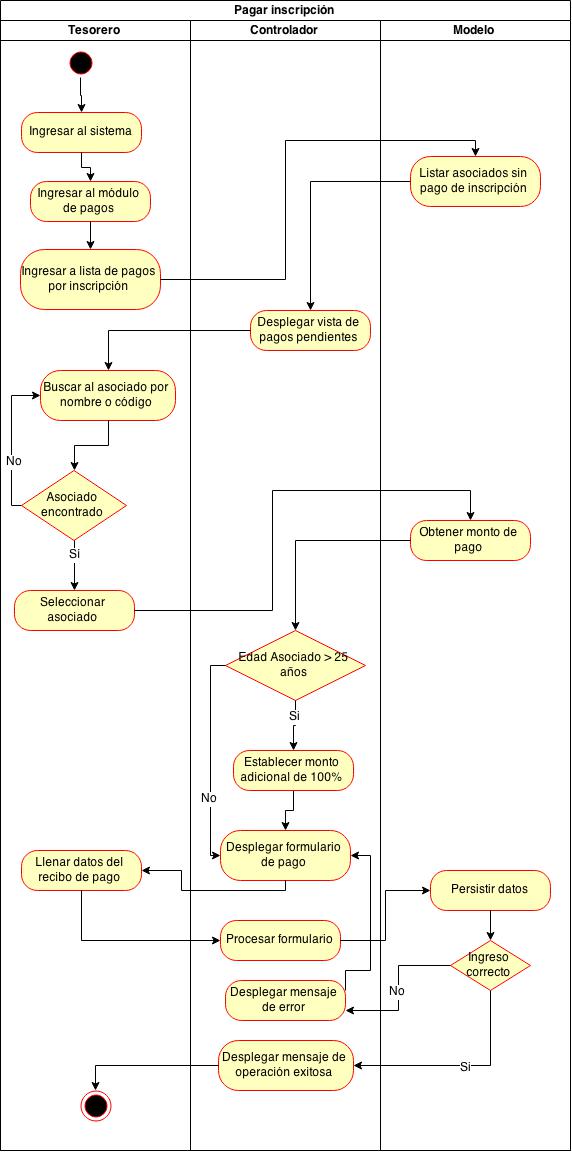 Pagar inscripción
Tesorero
Controlador
Modelo
Ingresar al sistema
Ingresar al módulo
de pagos
Listar asociados sin
pago de inscripción
Ingresar a lista de pagos
por inscripción
Desplegar vista de
pagos pendientes
Buscar al asociado por
nombre o código
No
Asociado
encontrado
Si
Obtener monto de
pago
Seleccionar
asociado
Edad Asociado > 25
años
Si
Establecer monto
adicional de 100%
No
Desplegar formulario
de pago
Llenar datos del
recibo de pago
Persistir datos
Procesar formulario
Ingreso
correcto
No
Desplegar mensaje
de error
Desplegar mensaje de
operación exitosa
Si